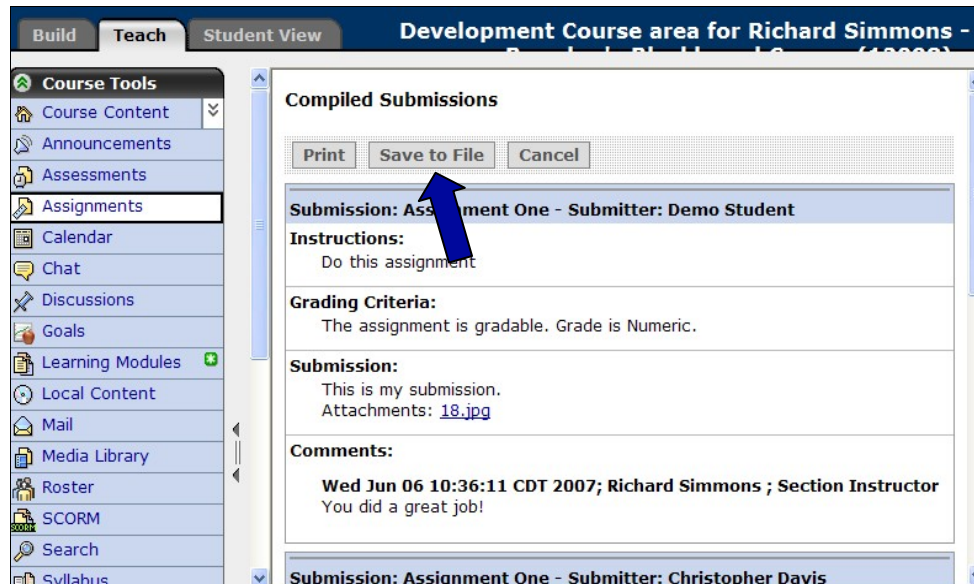 Build Teach Student View Development Course area for Richard Simmons -
Course Tools
Course Content
Announcements
Assessments
Assignments
Calendar
Chat
Discussions
Goals
Learning Modules
Local Content
Mail
Media Library
Roster
SCORM
Search
Syllabus
Compiled Submissions
Print Save to File Cancel
Submission: Assignment One - Submitter: Demo Student
Instructions:
Do this assignment
Grading Criteria:
The assignment is gradable. Grade is Numeric.
Submission:
This is my submission.
Attachments: 18.jpg
Comments:
Wed Jun 06 10:36:11 CDT 2007; Richard Simmons ; Section Instructor
You did a great job!
Submission: Assignment One - Submitter: Christopher Davis